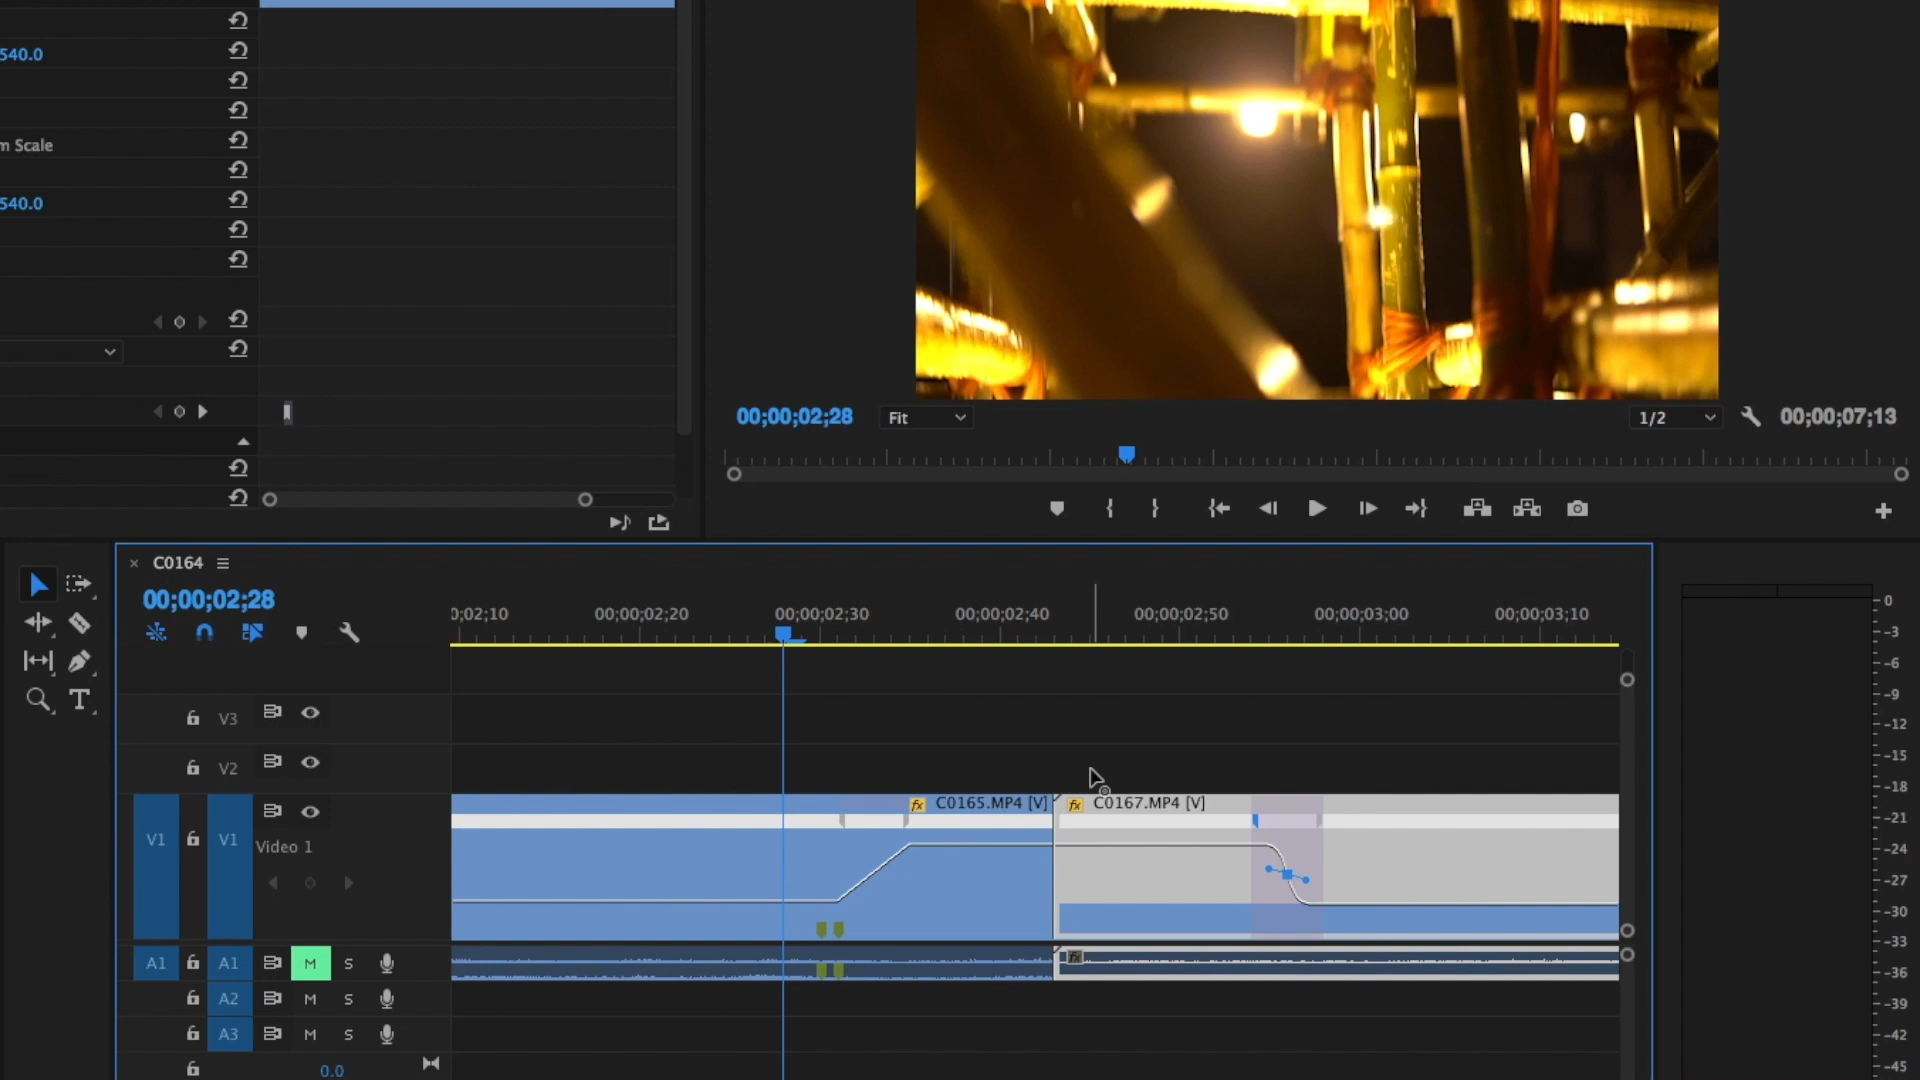 540.0
m Scale
540.0
00;00;02;28
Fit
1/2
00;00;07;13
× C0164
00;00;02;28
0;02;10
00;00;02;20
00;00;02;30
00;00;02;40
00;00;02;50
00;00;03;00
00;00;03;10
V3
V2
fx C0165.MP4 [V]
fx C0167.MP4 [V]
V1 V1
Video 1
A1 A1 M S
fx
A2 M S
A3 M S
0.0
0
-3
-6
-9
-12
-15
-18
-21
-24
-27
-30
-33
-36
-39
-42
-45
T